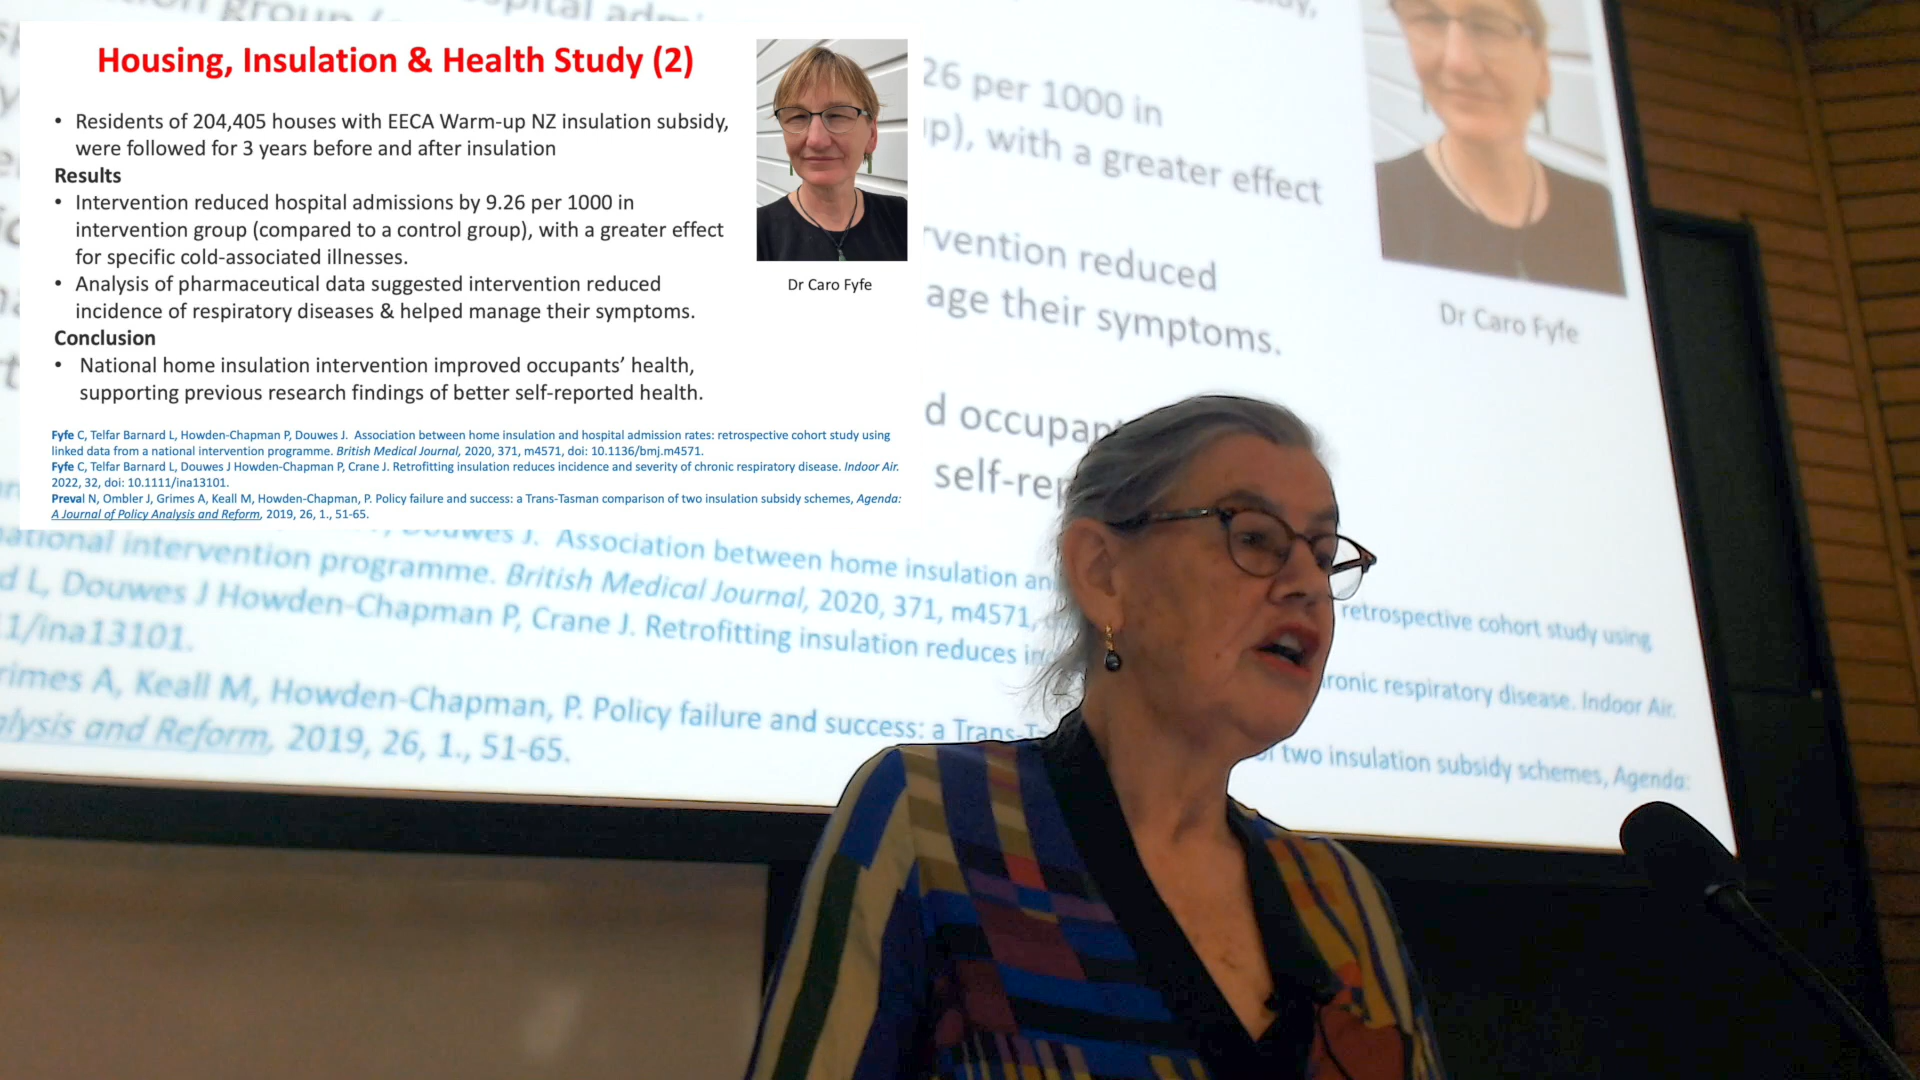 Housing, Insulation & Health Study (2)
• Residents of 204,405 houses with EECA Warm-up NZ insulation subsidy,
were followed for 3 years before and after insulation
Results
• Intervention reduced hospital admissions by 9.26 per 1000 in
intervention group (compared to a control group), with a greater effect
for specific cold-associated illnesses.
• Analysis of pharmaceutical data suggested intervention reduced
incidence of respiratory diseases & helped manage their symptoms.
Conclusion
• National home insulation intervention improved occupants’ health,
supporting previous research findings of better self-reported health.
Dr Caro Fyfe
Fyfe C, Telfar Barnard L, Howden-Chapman P, Douwes J. Association between home insulation and hospital admission rates: retrospective cohort study using
linked data from a national intervention programme. British Medical Journal, 2020, 371, m4571, doi: 10.1136/bmj.m4571.
Fyfe C, Telfar Barnard L, Douwes J Howden-Chapman P, Crane J. Retrofitting insulation reduces incidence and severity of chronic respiratory disease. Indoor Air.
2022, 32, doi: 10.1111/ina13101.
Preval N, Ombler J, Grimes A, Keall M, Howden-Chapman, P. Policy failure and success: a Trans-Tasman comparison of two insulation subsidy schemes, Agenda:
A Journal of Policy Analysis and Reform, 2019, 26, 1., 51-65.
26 per 1000 in
up), with a greater effect
rvention reduced
age their symptoms.
Dr Caro Fyfe
d occupan
self-rep
Douwes J. Association between home insulation an retrospective cohort study using
national intervention programme. British Medical Journal, 2020, 371, m4571,
d L, Douwes J Howden-Chapman P, Crane J. Retrofitting insulation reduces in ronic respiratory disease. Indoor Air.
1/ina13101.
rimes A, Keall M, Howden-Chapman, P. Policy failure and success: a Trans-T of two insulation subsidy schemes, Agenda:
alysis and Reform, 2019, 26, 1., 51-65.